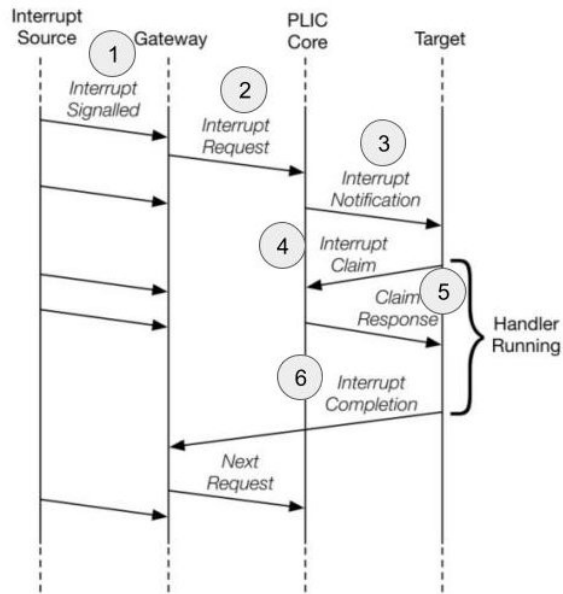 Interrupt
Source
Gateway
PLIC
Core
Target
1
Interrupt
Signalled
2
Interrupt
Request
3
Interrupt
Notification
4
Interrupt
Claim
5
Claim
Response
Handler
Running
6
Interrupt
Completion
Next
Request